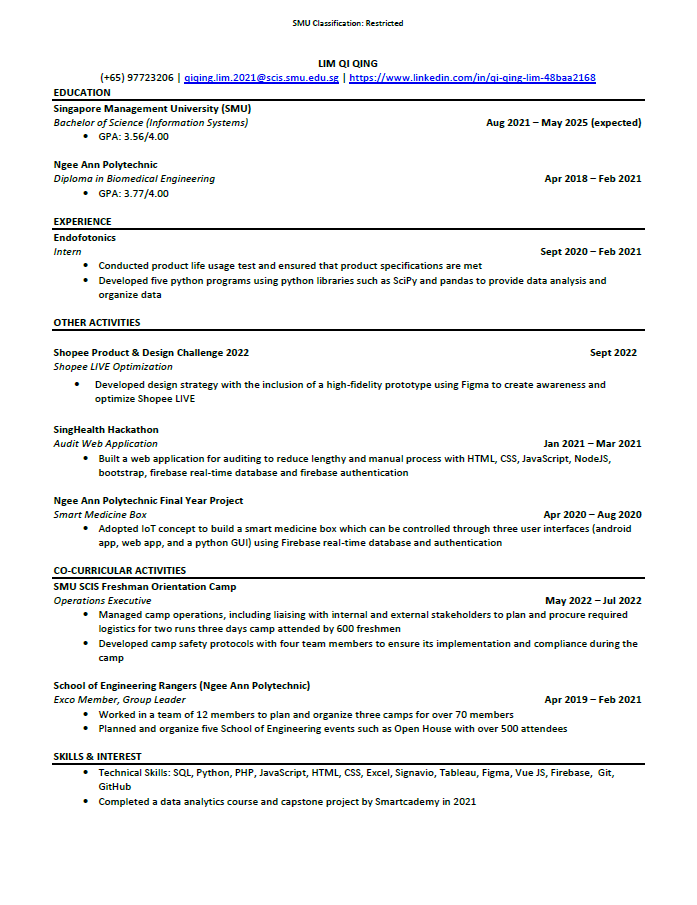 SMU Classification: Restricted
LIM QI QING
(+65) 97723206 | qiqing.lim.2021@scis.smu.edu.sg | https://www.linkedin.com/in/qi-qing-lim-48baa2168
EDUCATION
Singapore Management University (SMU)
Bachelor of Science (Information Systems) Aug 2021 – May 2025 (expected)
• GPA: 3.56/4.00
Ngee Ann Polytechnic
Diploma in Biomedical Engineering Apr 2018 – Feb 2021
• GPA: 3.77/4.00
EXPERIENCE
Endofotonics
Intern Sept 2020 – Feb 2021
• Conducted product life usage test and ensured that product specifications are met
• Developed five python programs using python libraries such as SciPy and pandas to provide data analysis and
organize data
OTHER ACTIVITIES
Shopee Product & Design Challenge 2022 Sept 2022
Shopee LIVE Optimization
• Developed design strategy with the inclusion of a high-fidelity prototype using Figma to create awareness and
optimize Shopee LIVE
SingHealth Hackathon
Audit Web Application Jan 2021 – Mar 2021
• Built a web application for auditing to reduce lengthy and manual process with HTML, CSS, JavaScript, NodeJS,
bootstrap, firebase real-time database and firebase authentication
Ngee Ann Polytechnic Final Year Project
Smart Medicine Box Apr 2020 – Aug 2020
• Adopted IoT concept to build a smart medicine box which can be controlled through three user interfaces (android
app, web app, and a python GUI) using Firebase real-time database and authentication
CO-CURRICULAR ACTIVITIES
SMU SCIS Freshman Orientation Camp
Operations Executive May 2022 – Jul 2022
• Managed camp operations, including liaising with internal and external stakeholders to plan and procure required
logistics for two runs three days camp attended by 600 freshmen
• Developed camp safety protocols with four team members to ensure its implementation and compliance during the
camp
School of Engineering Rangers (Ngee Ann Polytechnic)
Exco Member, Group Leader Apr 2019 – Feb 2021
• Worked in a team of 12 members to plan and organize three camps for over 70 members
• Planned and organize five School of Engineering events such as Open House with over 500 attendees
SKILLS & INTEREST
• Technical Skills: SQL, Python, PHP, JavaScript, HTML, CSS, Excel, Signavio, Tableau, Figma, Vue JS, Firebase, Git,
GitHub
• Completed a data analytics course and capstone project by Smartcademy in 2021